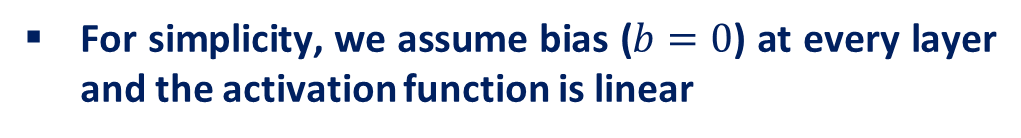 ▪ For simplicity, we assume bias (b = 0) at every layer
and the activation function is linear